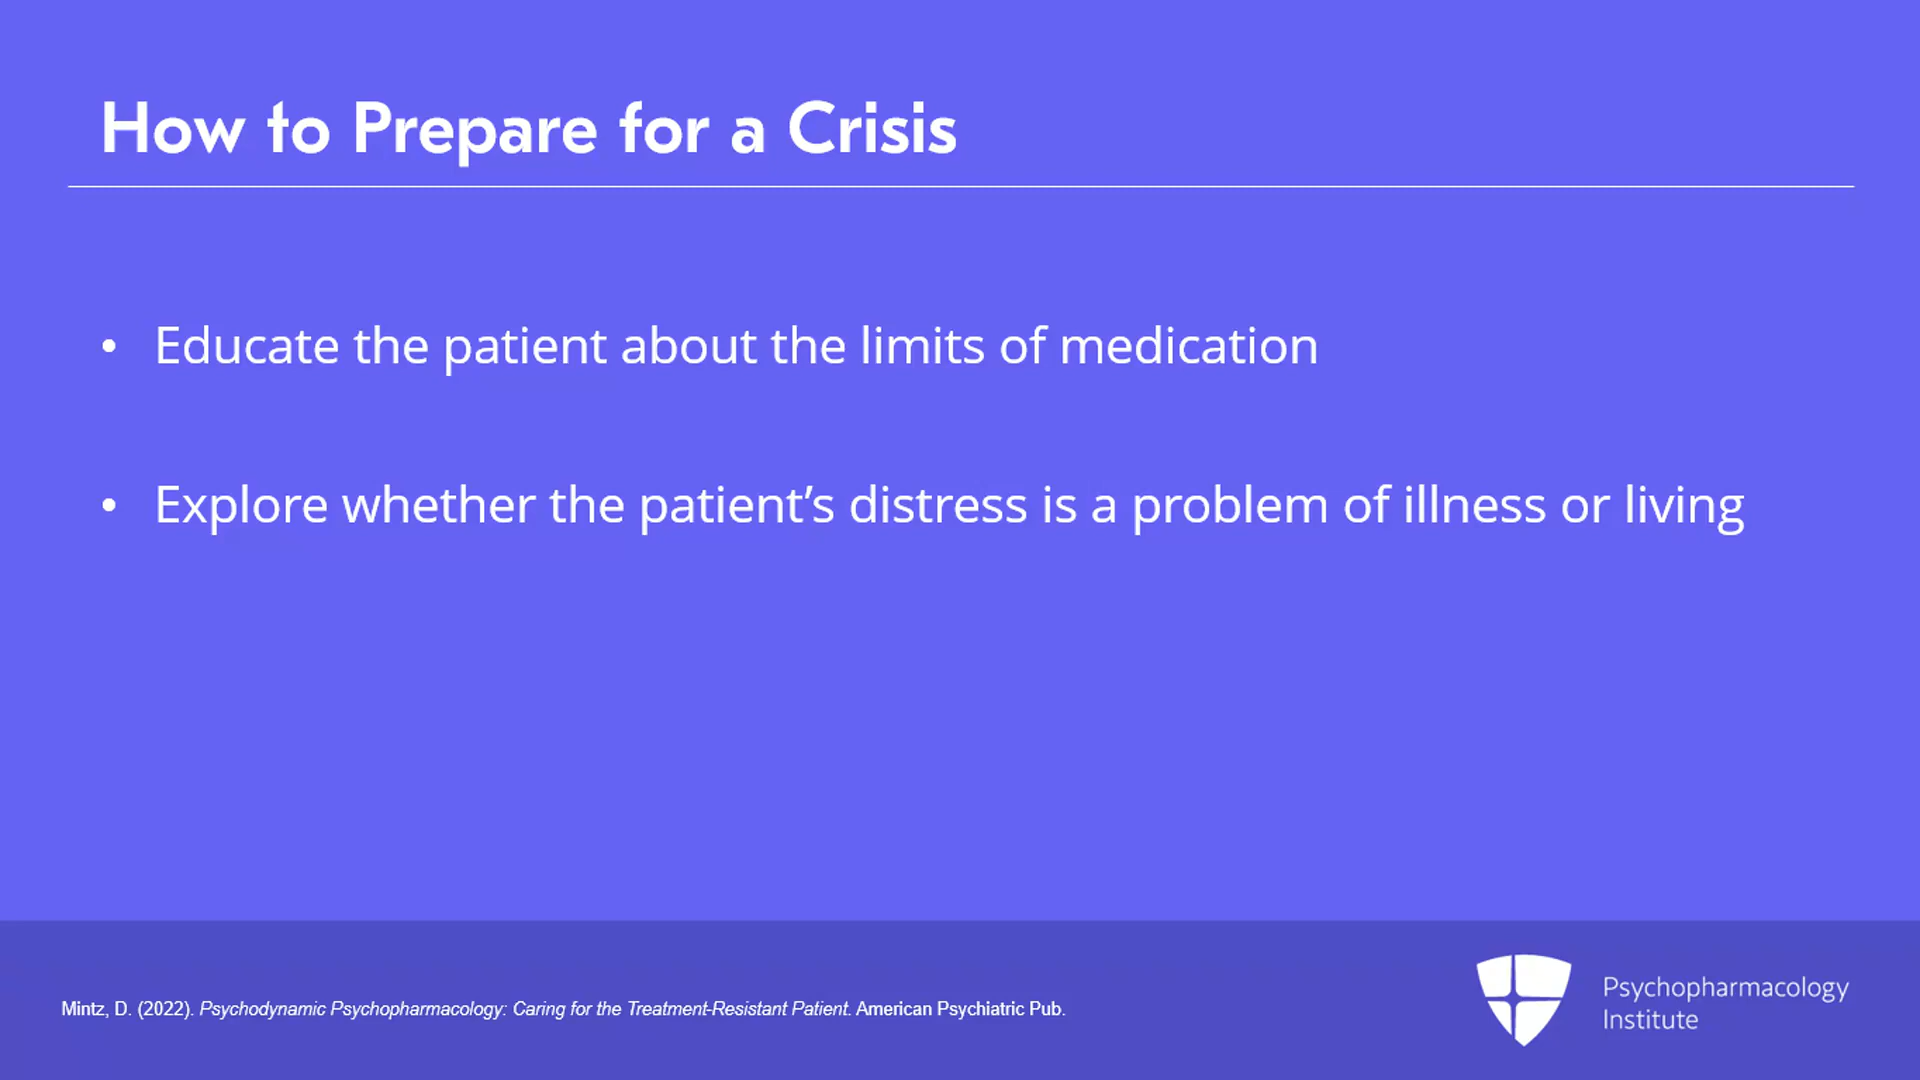 How to Prepare for a Crisis
• Educate the patient about the limits of medication
• Explore whether the patient’s distress is a problem of illness or living
Mintz, D. (2022). Psychodynamic Psychopharmacology: Caring for the Treatment-Resistant Patient. American Psychiatric Pub.
Psychopharmacology
Institute